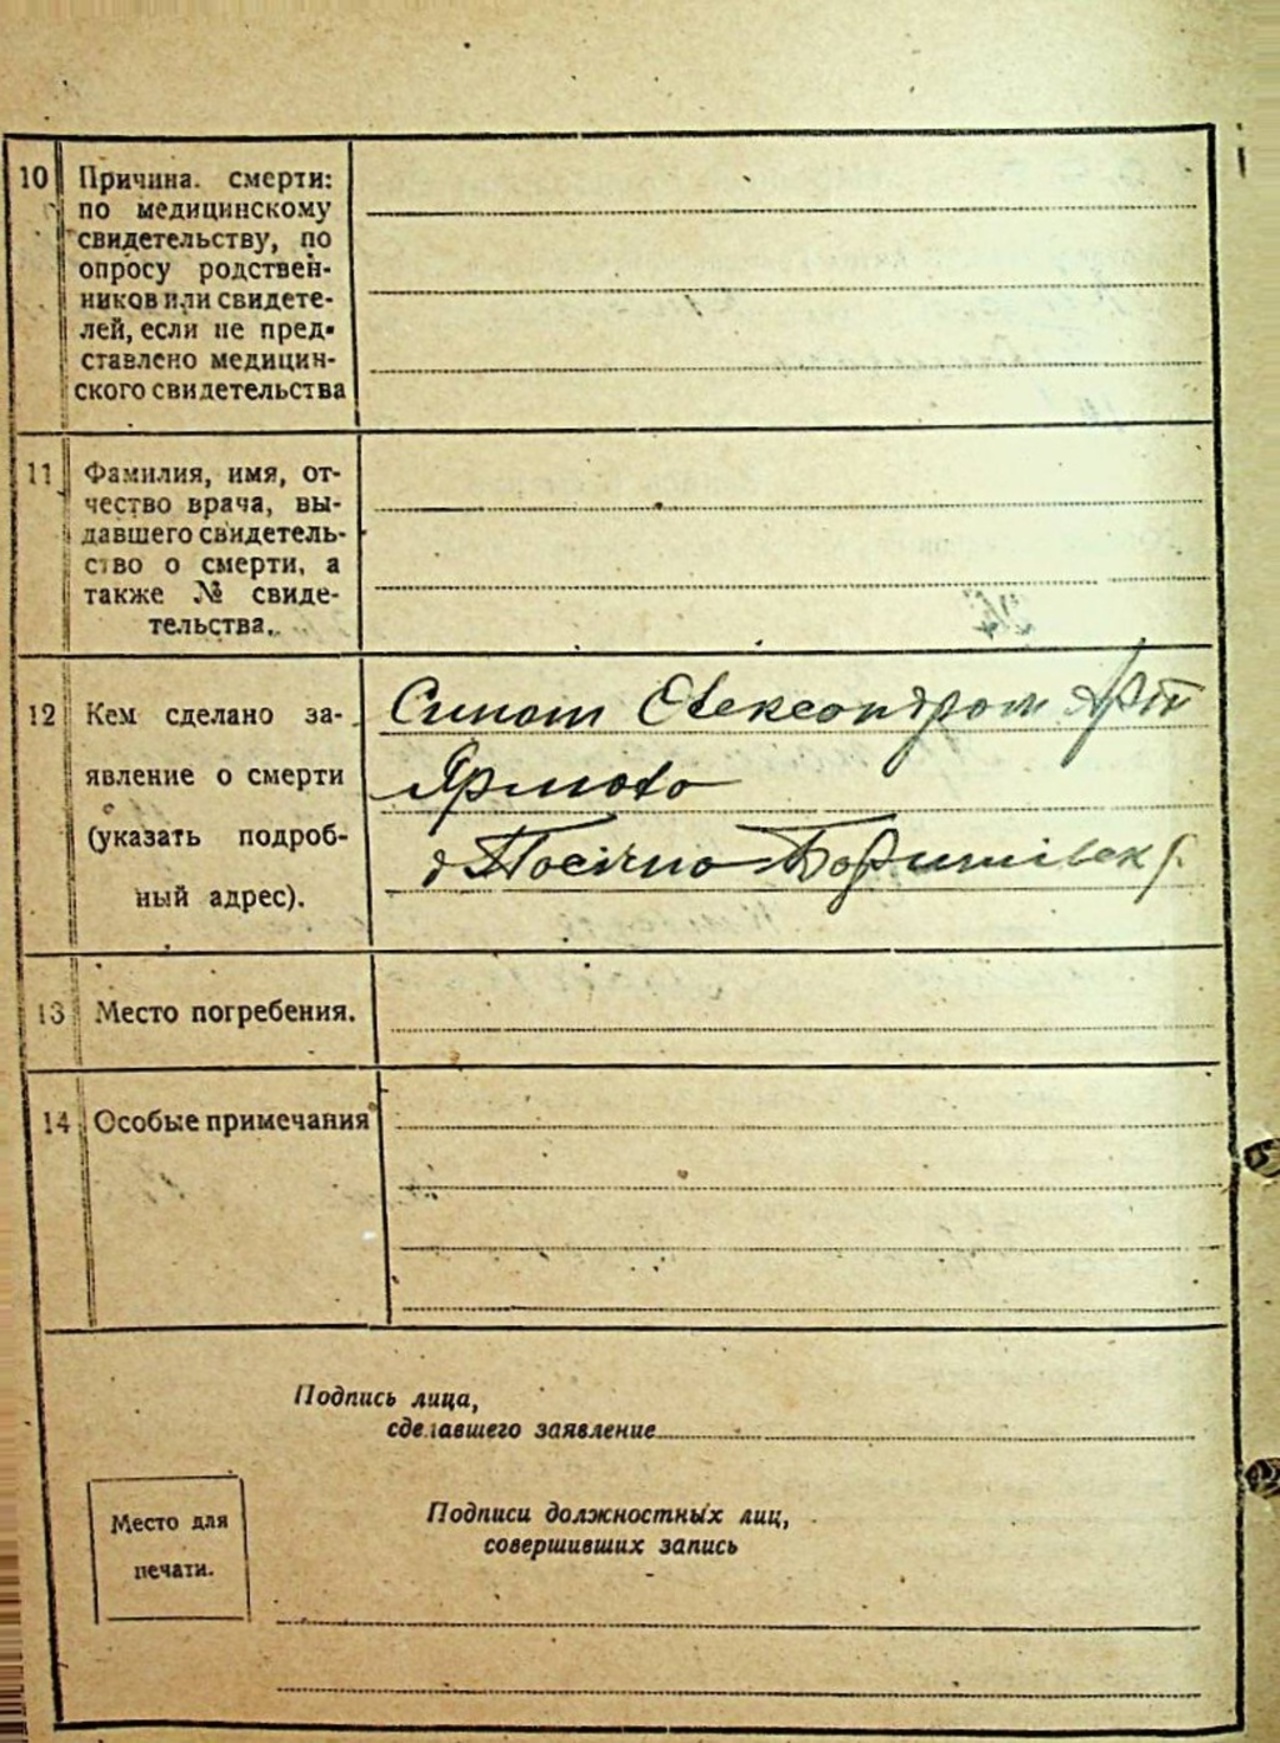 10 Причина. смерти:
по медицинскому
свидетельству, по
опросу родствен-
ников или свидете-
лей, если не пред-
ставлено медицин-
ского свидетельства
11 Фамилия, имя, от-
чество врача, вы-
давшего свидетель-
ство о смерти, а
также № свиде-
тельства.
12 Кем сделано за-
явление о смерти
(указать подроб-
ный адрес).
Сином Олександром
13 Место погребения.
14 Особые примечания
Подпись лица,
сделавшего заявление
Место для
печати.
Подписи должностных лиц,
совершивших запись